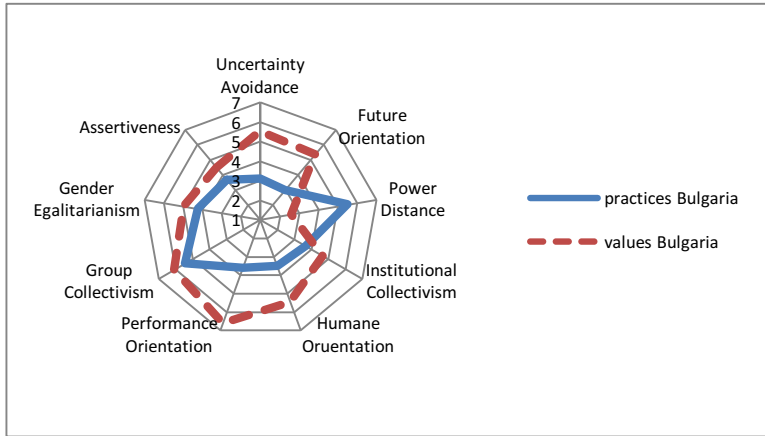 Uncertainty
Avoidance
Future
Orientation
Power
Distance
Institutional
Collectivism
Humane
Oruentation
Performance
Orientation
Group
Collectivism
Gender
Egalitarianism
Assertiveness
7
6
5
4
3
2
1
practices Bulgaria
values Bulgaria